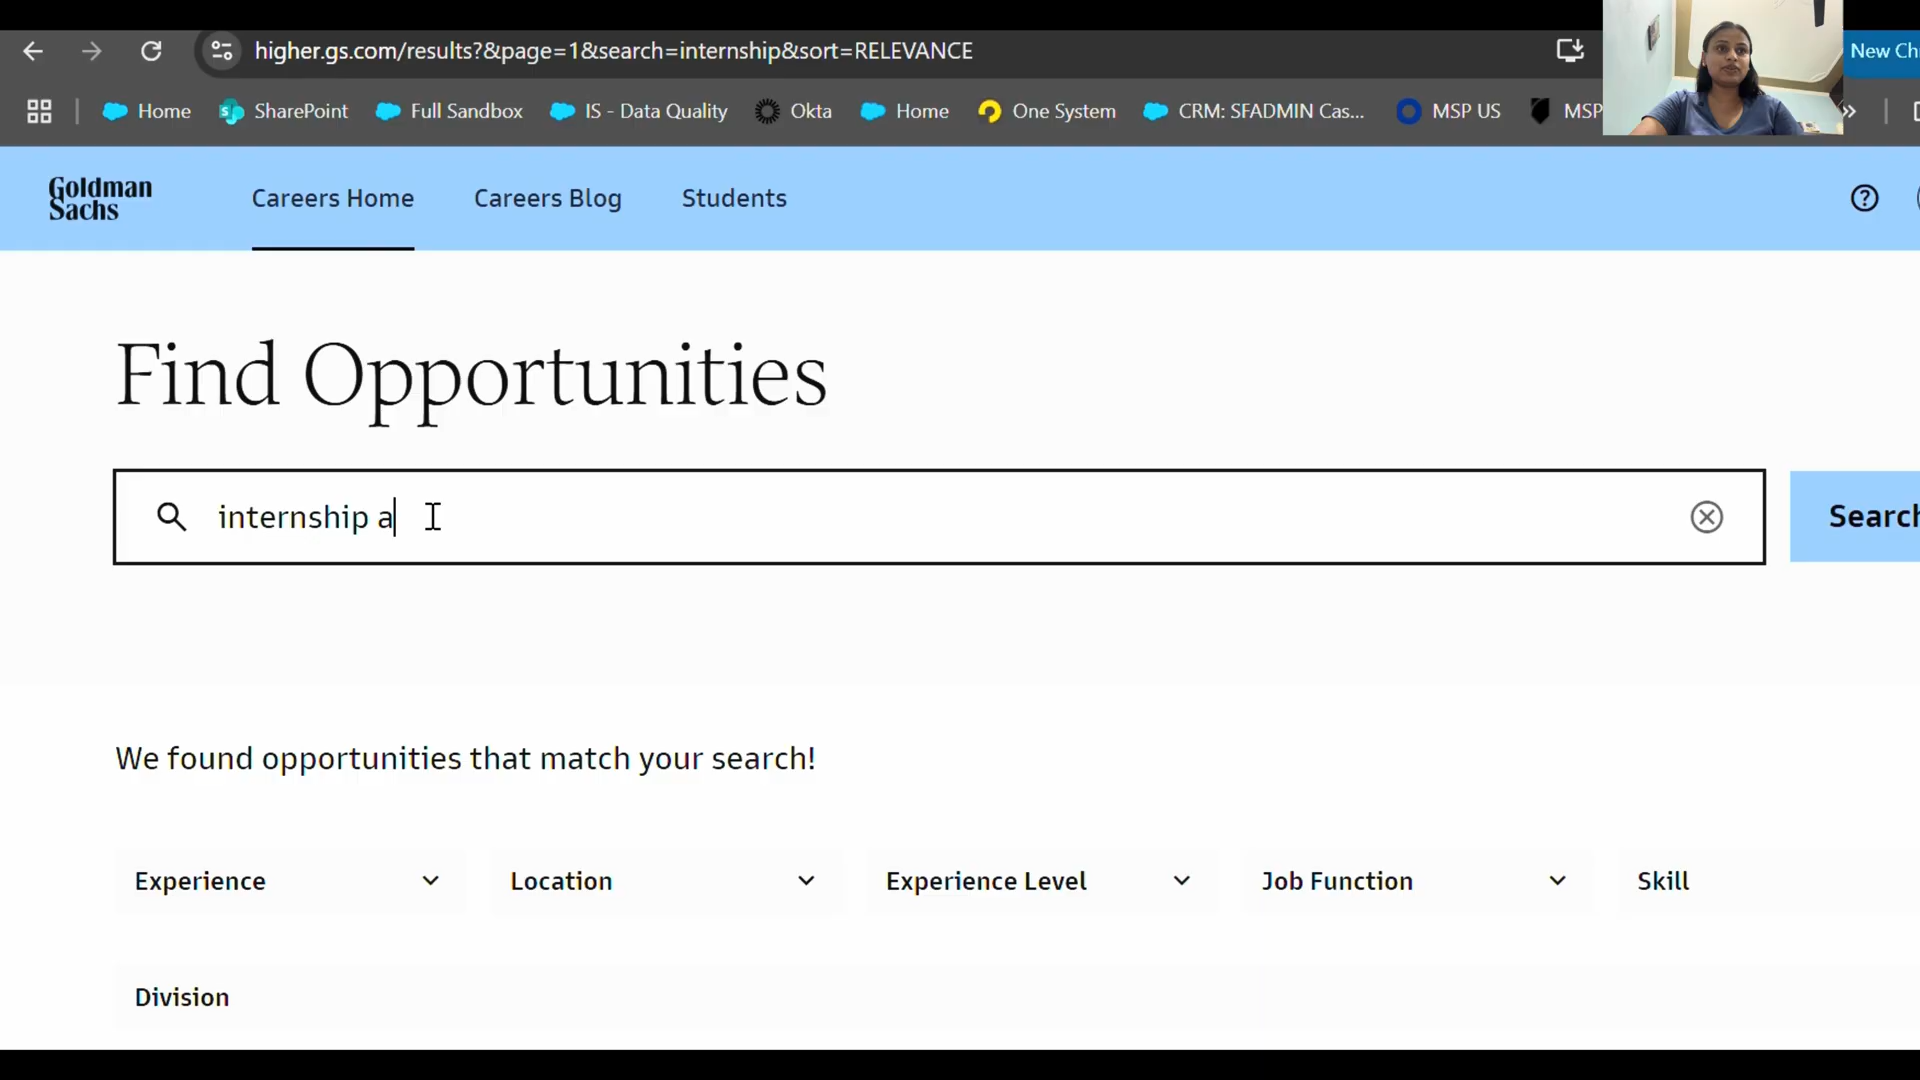 higher.gs.com/results?&page=1&search=internship&sort=RELEVANCE
New Ch
Home SharePoint Full Sandbox IS - Data Quality Okta Home One System CRM: SFADMIN Cas... MSP US MSP
Goldman
Sachs
Careers Home Careers Blog Students
Find Opportunities
internship a
Search
We found opportunities that match your search!
Experience Location Experience Level Job Function Skill
Division